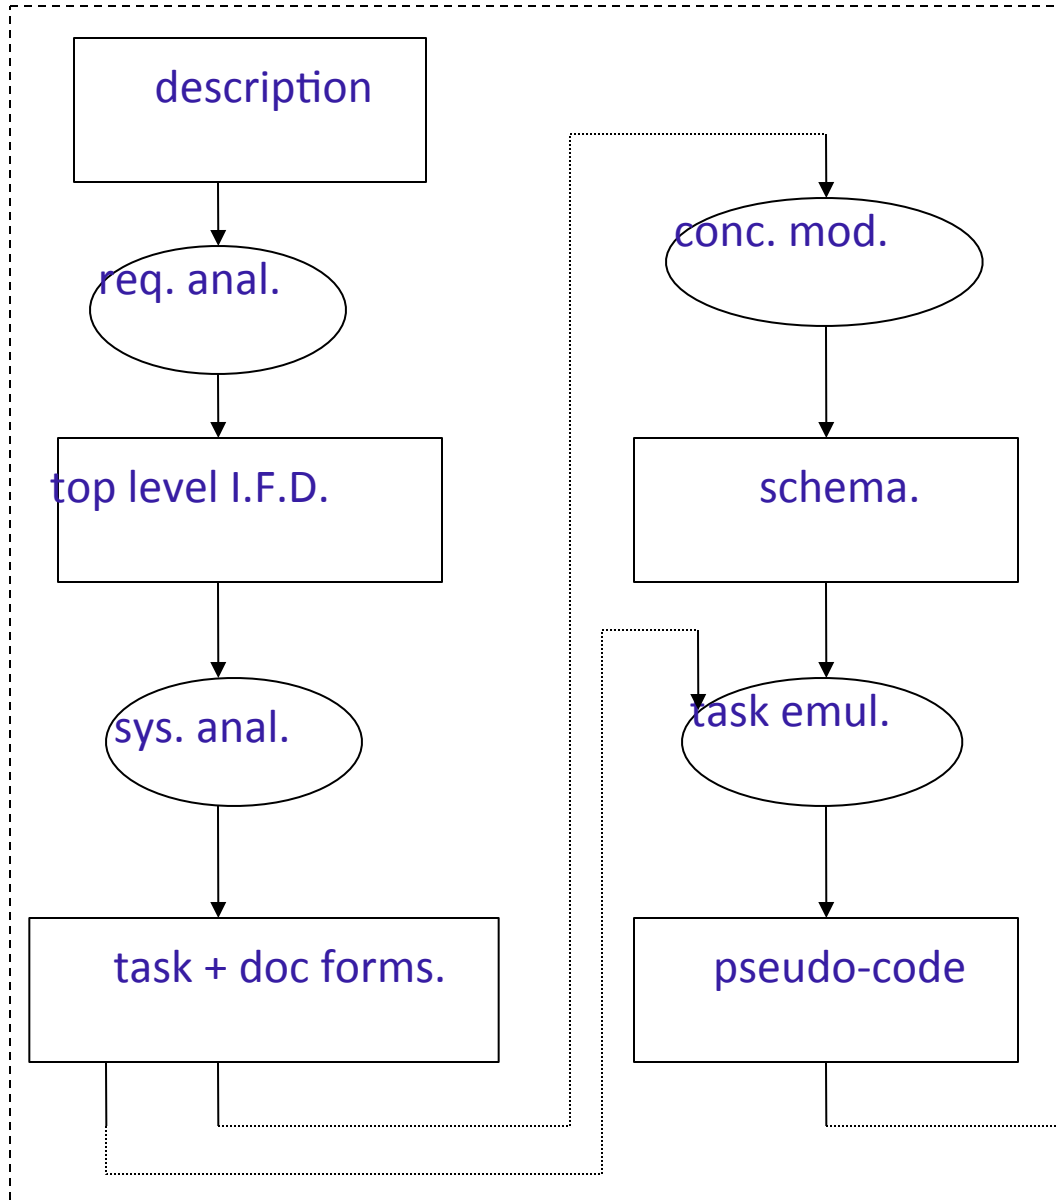 description
req. anal.
top level I.F.D.
sys. anal.
task + doc forms.
conc. mod.
schema.
task emul.
pseudo-code